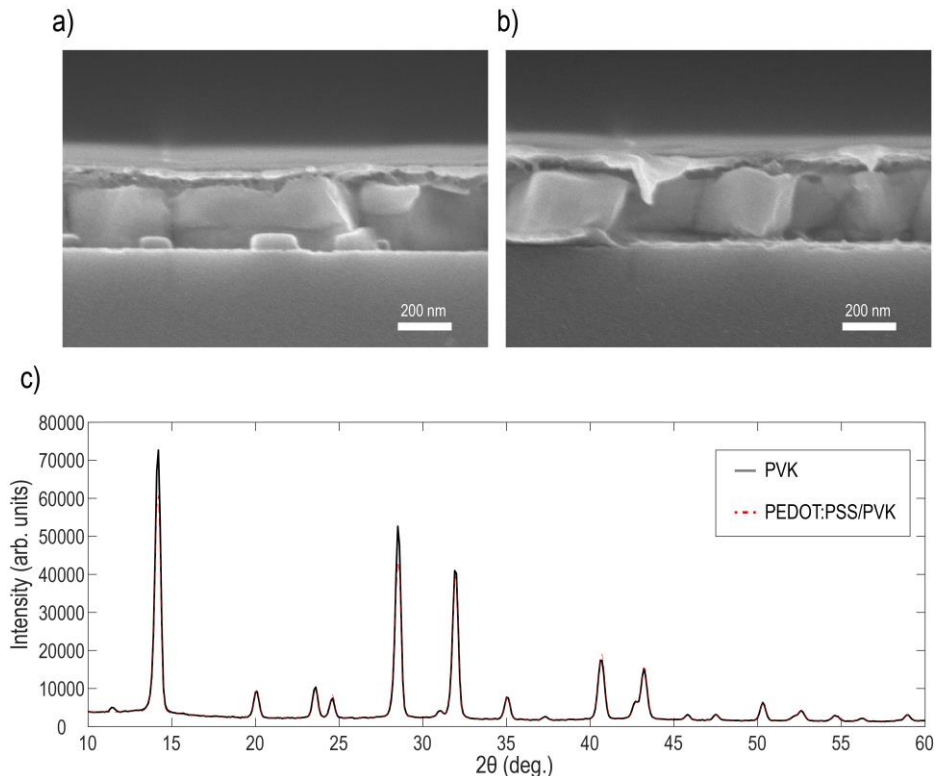 a)
b)
200 nm
200 nm
c)
80000
70000
60000
50000
40000
30000
20000
10000
0
Intensity (arb. units)
PVK
PEDOT:PSS/PVK
10 15 20 25 30 35 40 45 50 55 60
2θ (deg.)